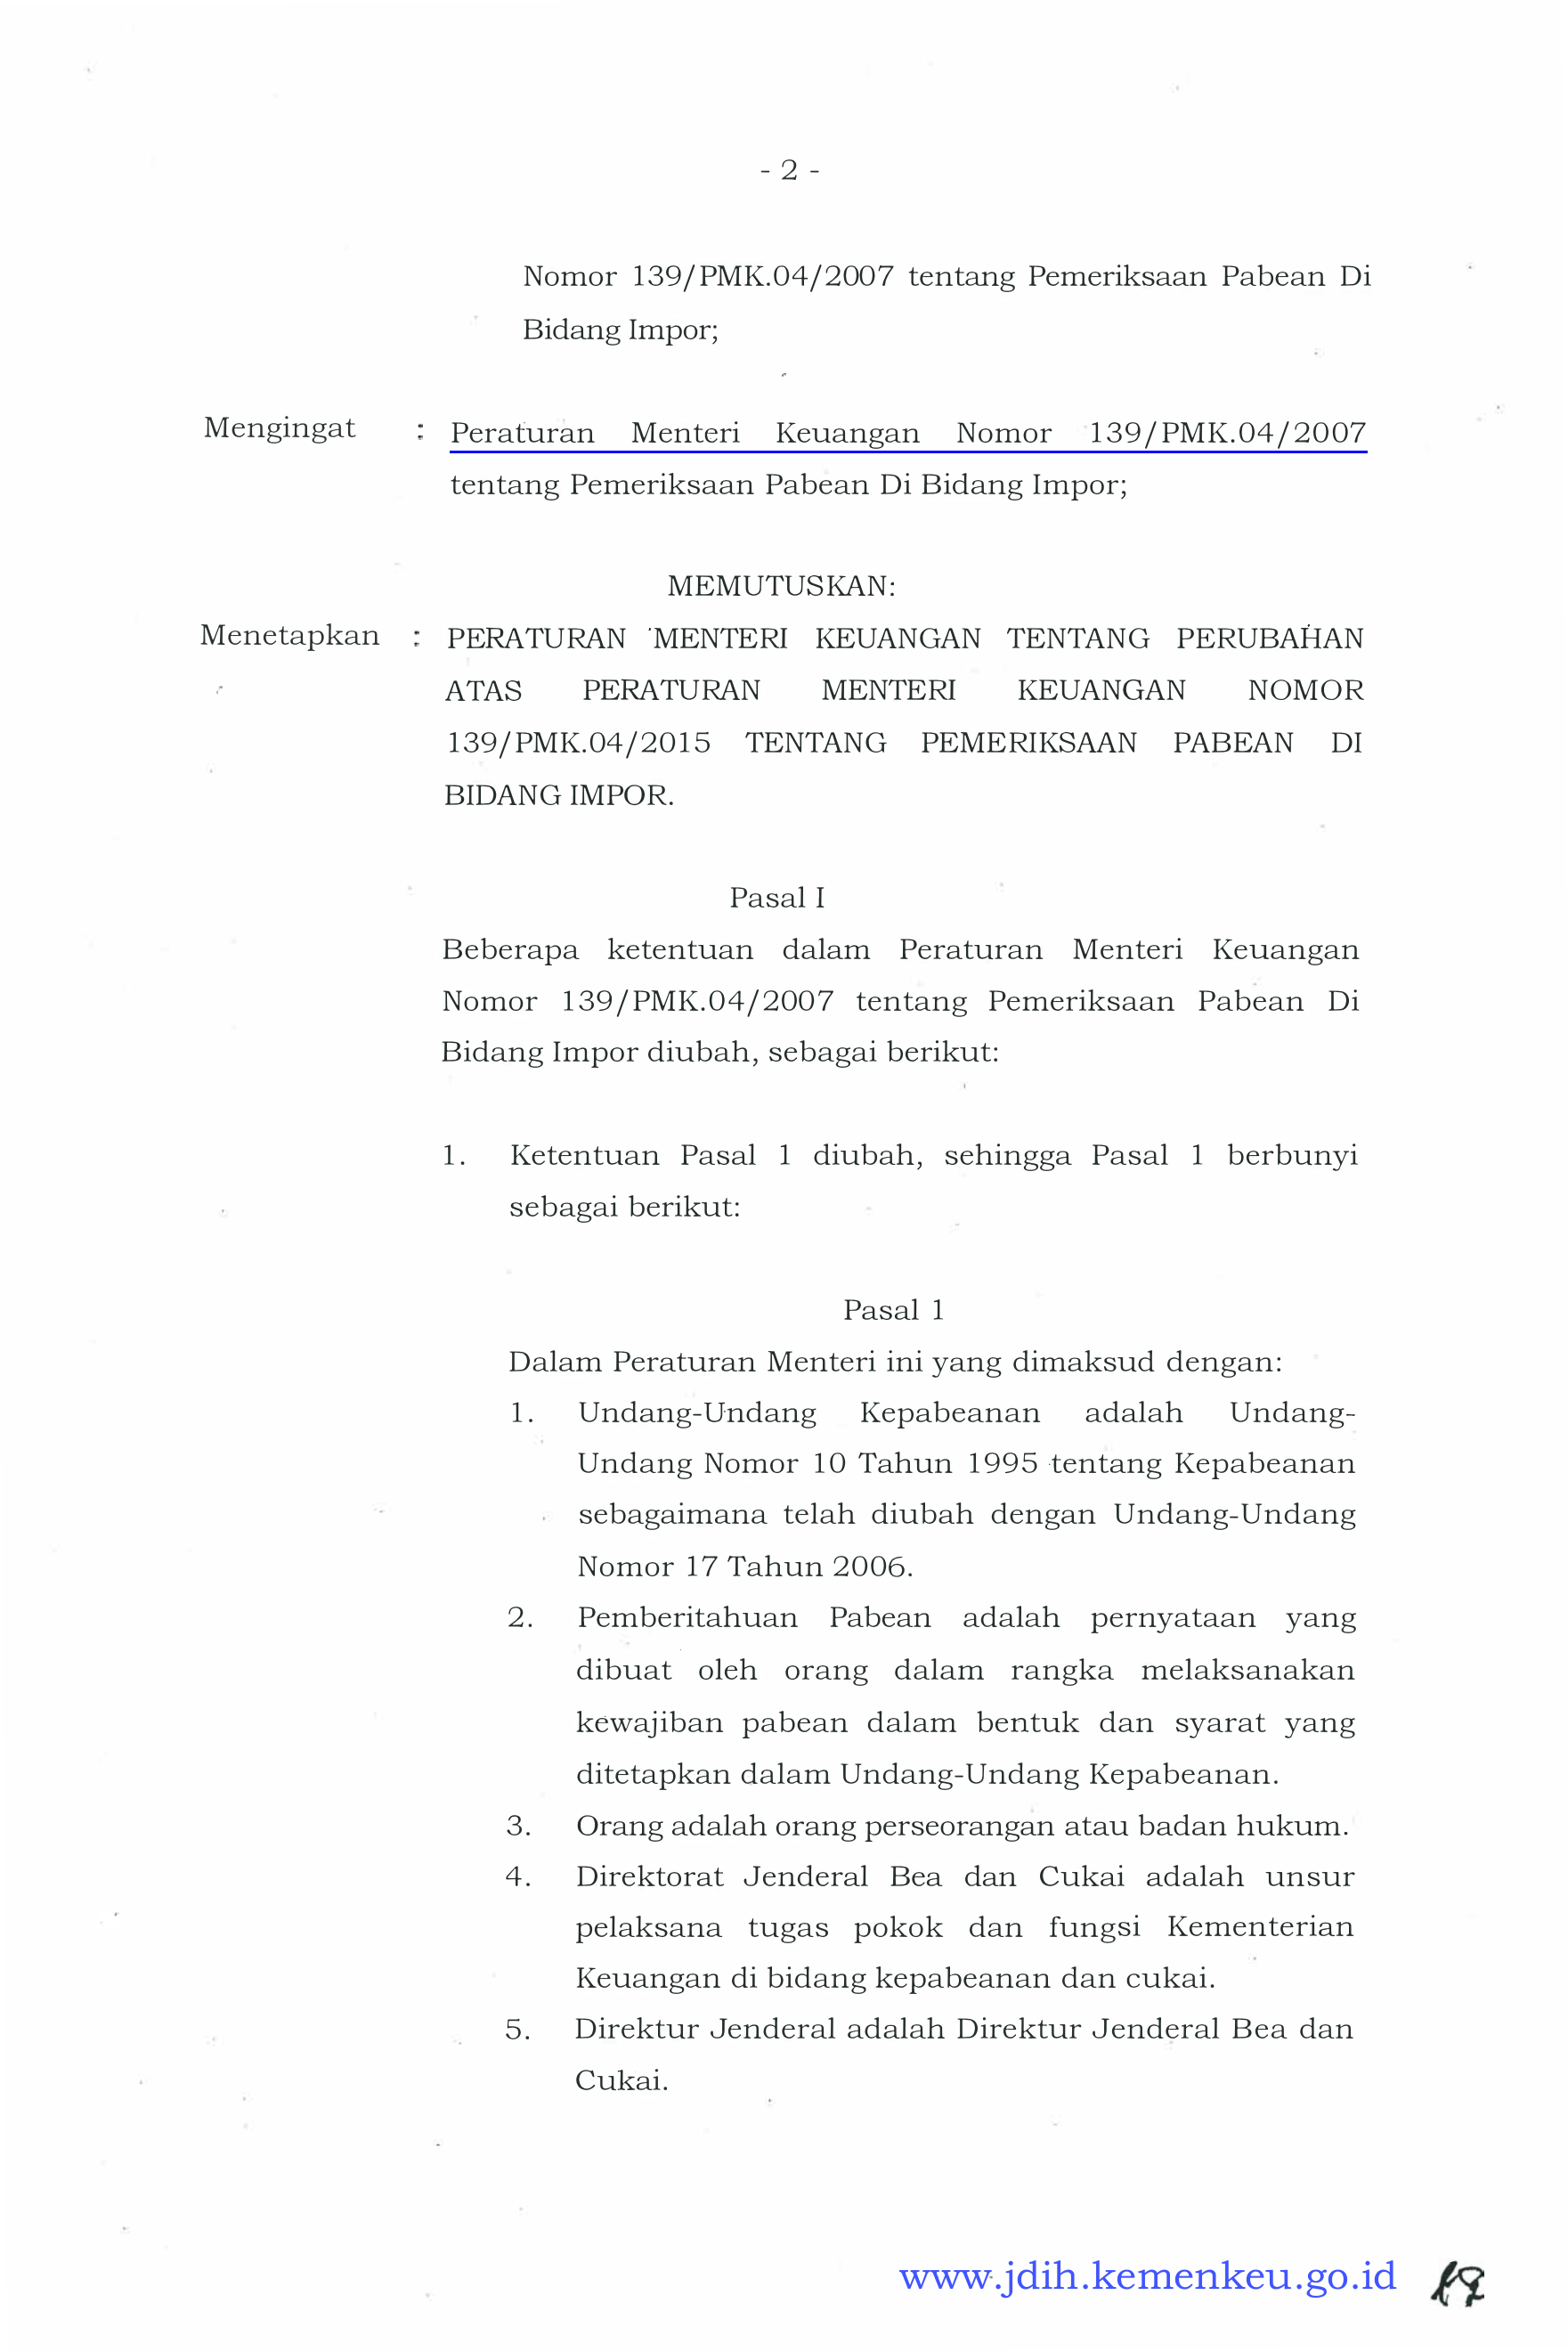 - 2 -
Nomor 139/PMK.04/2007 tentang Pemeriksaan Pabean Di
Bidang Impor;
Mengingat : Peraturan Menteri Keuangan Nomor 139/PMK.04/2007
tentang Pemeriksaan Pabean Di Bidang Impor;
MEMUTUSKAN:
Menetapkan : PERATURAN MENTERI KEUANGAN TENTANG PERUBAHAN
ATAS PERATURAN MENTERI KEUANGAN NOMOR
139/PMK.04/2015 TENTANG PEMERIKSAAN PABEAN DI
BIDANG IMPOR.
Pasal I
Beberapa ketentuan dalam Peraturan Menteri Keuangan
Nomor 139/PMK.04/2007 tentang Pemeriksaan Pabean Di
Bidang Impor diubah, sebagai berikut:
1. Ketentuan Pasal 1 diubah, sehingga Pasal 1 berbunyi
sebagai berikut:
Pasal 1
Dalam Peraturan Menteri ini yang dimaksud dengan:
1. Undang-Undang Kepabeanan adalah Undang-
Undang Nomor 10 Tahun 1995 tentang Kepabeanan
sebagaimana telah diubah dengan Undang-Undang
Nomor 17 Tahun 2006.
2. Pemberitahuan Pabean adalah pernyataan yang
dibuat oleh orang dalam rangka melaksanakan
kewajiban pabean dalam bentuk dan syarat yang
ditetapkan dalam Undang-Undang Kepabeanan.
3. Orang adalah orang perseorangan atau badan hukum.
4. Direktorat Jenderal Bea dan Cukai adalah unsur
pelaksana tugas pokok dan fungsi Kementerian
Keuangan di bidang kepabeanan dan cukai.
5. Direktur Jenderal adalah Direktur Jenderal Bea dan
Cukai.
www.jdih.kemenkeu.go.id